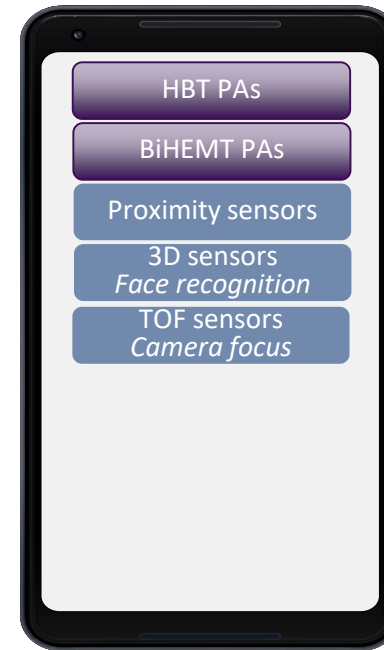 HBT PAs
BiHEMT PAs
Proximity sensors
3D sensors
Face recognition
TOF sensors
Camera focus